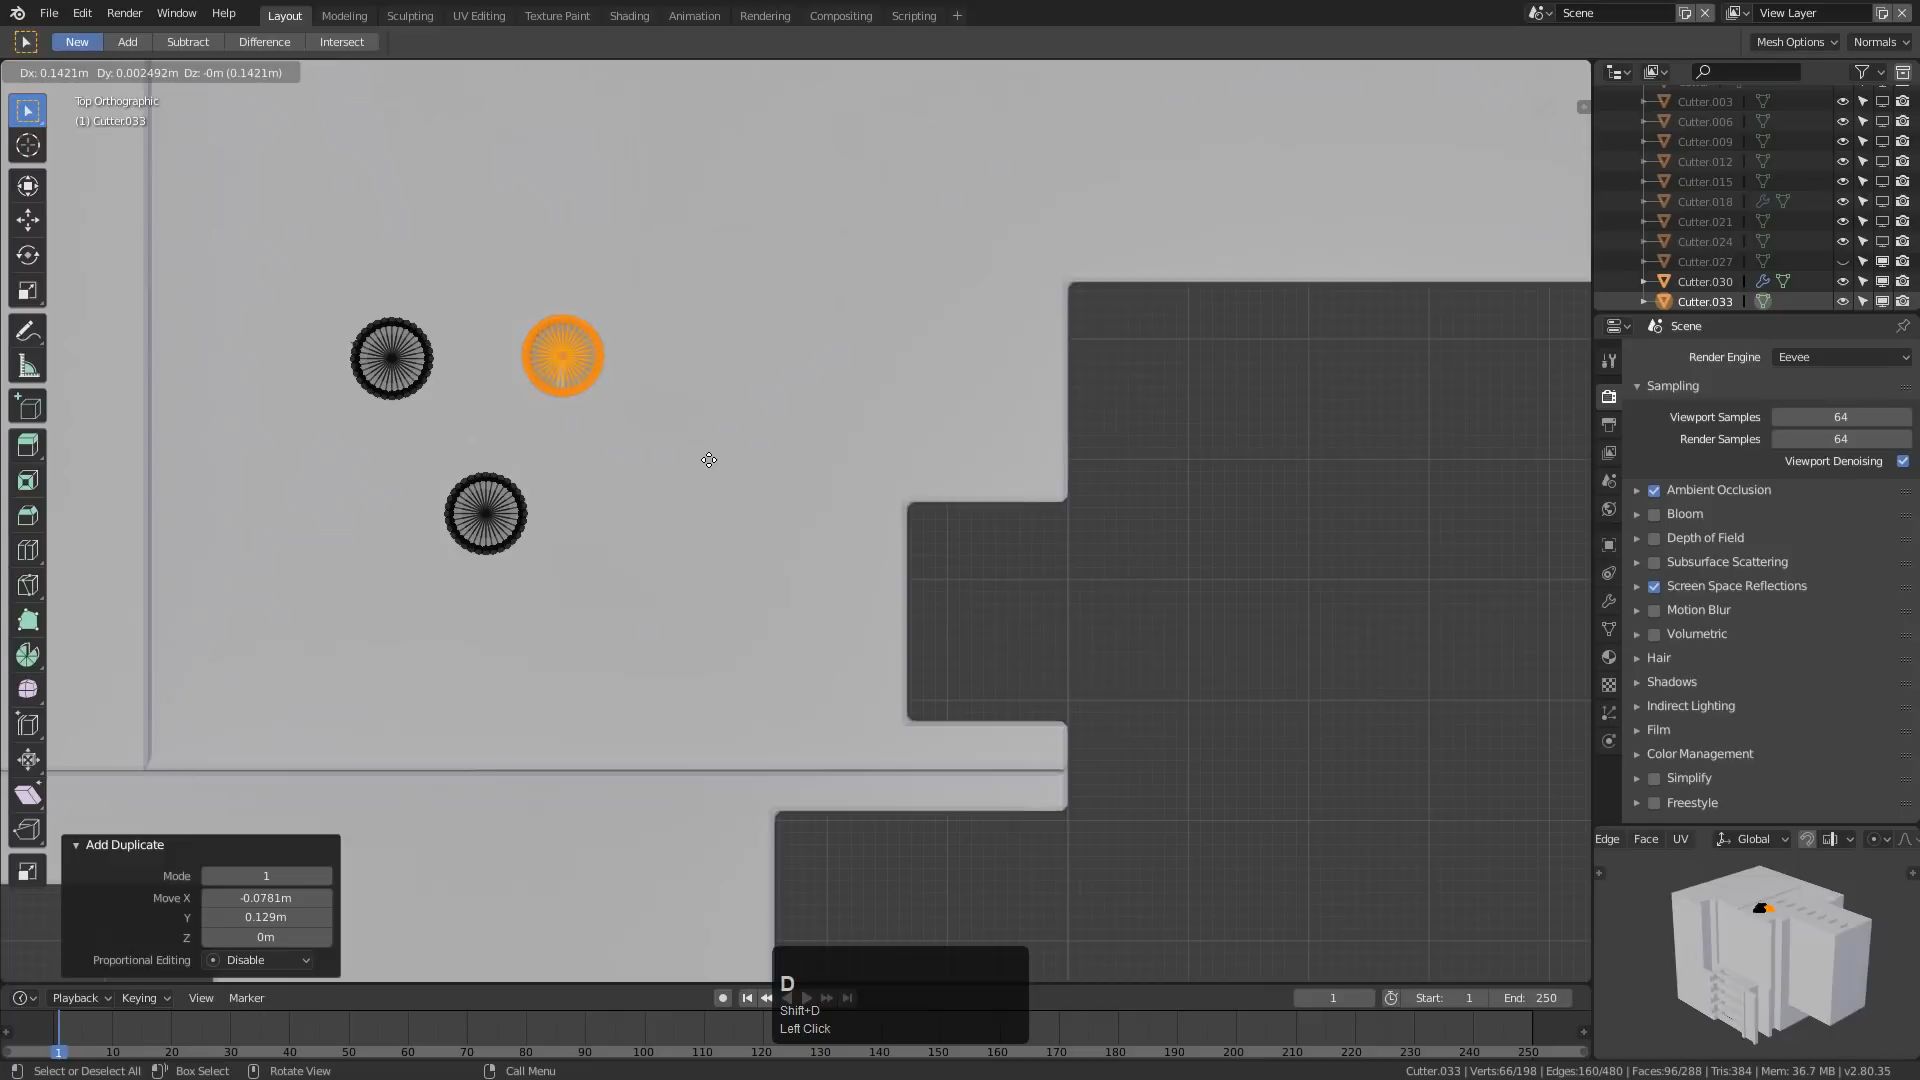 File Edit Render Window Help Layout Modeling Sculpting UV Editing Texture Paint Shading Animation Rendering Compositing Scripting Scene View Layer
New Add Subtract Difference Intersect Mesh Options Normals
Dx: 0.1421m Dy: 0.002492m Dz: -0m (0.1421m)
Top Orthographic
(1) Cutter.033
Cutter.003
Cutter.006
Cutter.009
Cutter.012
Cutter.015
Cutter.018
Cutter.021
Cutter.024
Cutter.027
Cutter.030
Cutter.033
Scene
Render Engine Eevee
Sampling
Viewport Samples 64
Render Samples 64
Viewport Denoising
Ambient Occlusion
Bloom
Depth of Field
Subsurface Scattering
Screen Space Reflections
Motion Blur
Volumetric
Hair
Shadows
Indirect Lighting
Film
Color Management
Simplify
Freestyle
Edge Face UV Global
Add Duplicate
Mode 1
Move X -0.0781m
Y 0.129m
Z 0m
Proportional Editing Disable
D
Shift+D
Left Click
Playback Keying View Marker 1 Start: 1 End: 250
1 10 20 30 40 50 60 70 80 90 100 110 120 130 140 150 160 170 180 190 200 210 220 230 240 250
Select or Deselect All Box Select Rotate View Call Menu Cutter.033 | Verts:66/198 | Edges:160/480 | Faces:96/288 | Tris:384 | Mem: 36.7 MB | v2.80.35